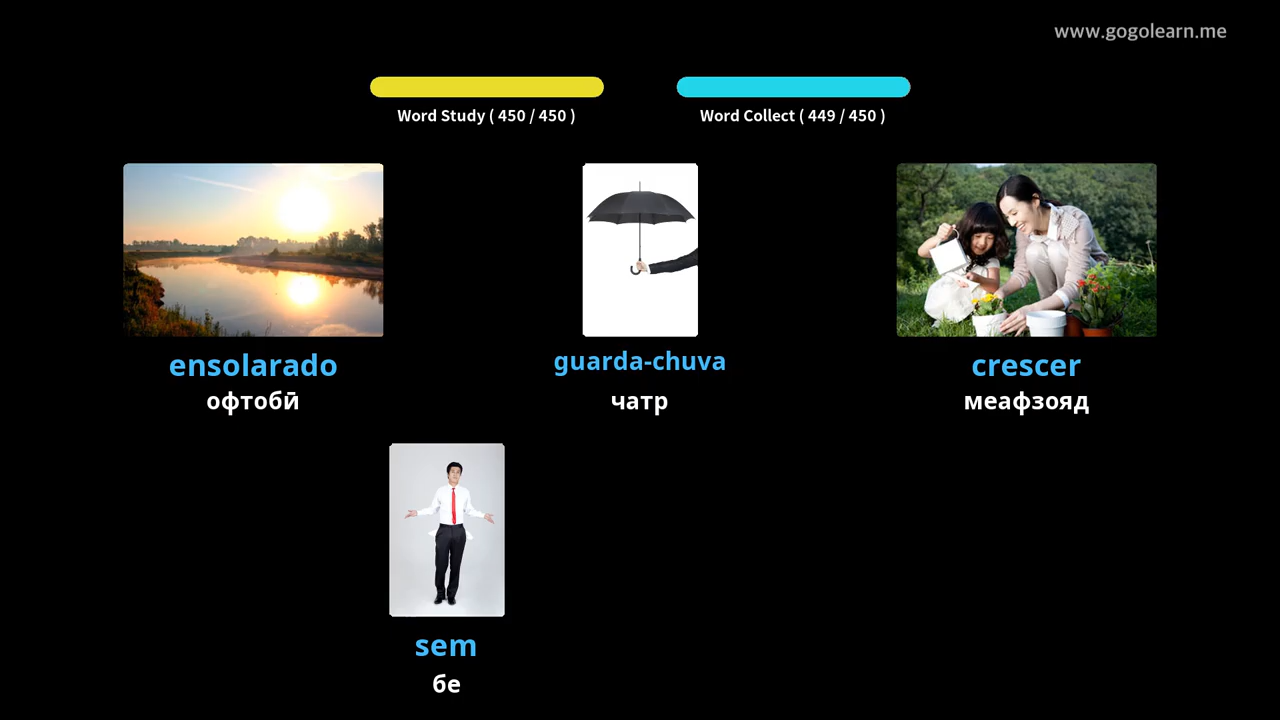 www.gogolearn.me
Word Study ( 450 / 450 )
Word Collect ( 449 / 450 )
ensolarado
офтобӣ
guarda-chuva
чатр
crescer
меафзояд
sem
бе